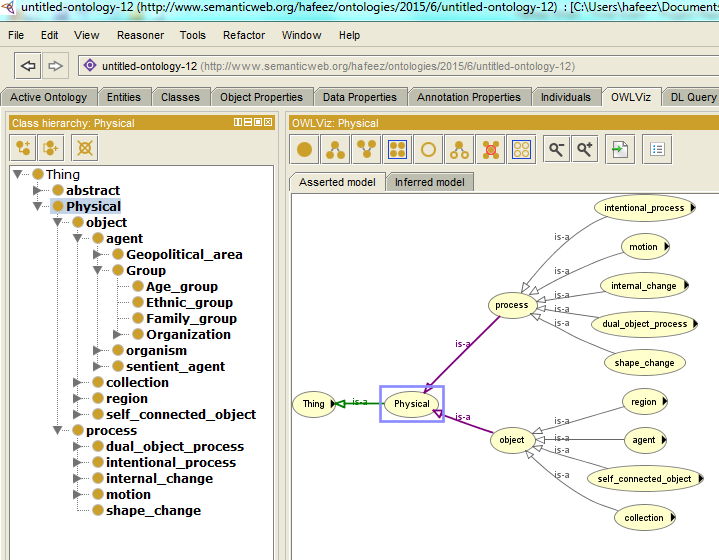 untitled-ontology-12 (http://www.semanticweb.org/hafeez/ontologies/2015/6/untitled-ontology-12) : [C:\Users\hafeez\Documents
File Edit View Reasoner Tools Refactor Window Help
untitled-ontology-12 (http://www.semanticweb.org/hafeez/ontologies/2015/6/untitled-ontology-12)
Active Ontology Entities Classes Object Properties Data Properties Annotation Properties Individuals OWLViz DL Query
Class hierarchy: Physical
Thing
abstract
Physical
object
agent
Geopolitical_area
Group
Age_group
Ethnic_group
Family_group
Organization
organism
sentient_agent
collection
region
self_connected_object
process
dual_object_process
intentional_process
internal_change
motion
shape_change
OWLViz: Physical
Asserted model Inferred model
intentional_process
is-a
motion
is-a
internal_change
process
is-a
dual_object_process
is-a
is-a
shape_change
is-a
Thing
is-a
Physical
region
is-a
is-a
object
is-a
agent
is-a
self_connected_object
is-a
collection